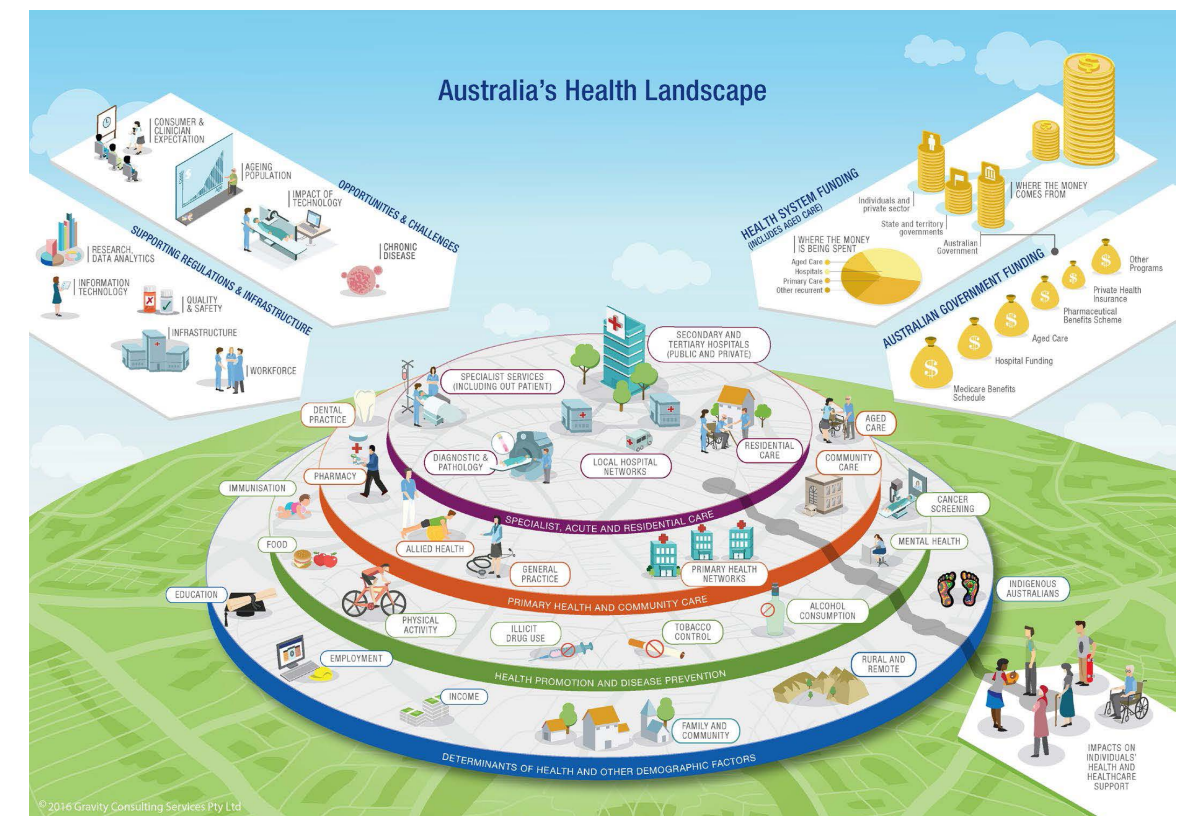 Australia's Health Landscape
CONSUMER &
CLINICIAN
EXPECTATION
AGEING
POPULATION
IMPACT OF
TECHNOLOGY
CHRONIC
DISEASE
OPPORTUNITIES & CHALLENGES
RESEARCH,
DATA ANALYTICS
INFORMATION
TECHNOLOGY
QUALITY
& SAFETY
INFRASTRUCTURE
WORKFORCE
SUPPORTING REGULATIONS & INFRASTRUCTURE
HEALTH SYSTEM FUNDING
(INCLUDES AGED CARE)
WHERE THE MONEY
COMES FROM
Individuals and
private sector
State and territory
governments
Australian
Government
WHERE THE MONEY
IS BEING SPENT
Aged Care
Hospitals
Primary Care
Other recurrent
AUSTRALIAN GOVERNMENT FUNDING
Other
Programs
Private Health
Insurance
Pharmaceutical
Benefits Scheme
Aged Care
Hospital Funding
Medicare Benefits
Schedule
SECONDARY AND
TERTIARY HOSPITALS
(PUBLIC AND PRIVATE)
SPECIALIST SERVICES
(INCLUDING OUT PATIENT)
DIAGNOSTIC &
PATHOLOGY
LOCAL HOSPITAL
NETWORKS
RESIDENTIAL
CARE
SPECIALIST, ACUTE AND RESIDENTIAL CARE
DENTAL
PRACTICE
PHARMACY
ALLIED HEALTH
GENERAL
PRACTICE
PRIMARY HEALTH
NETWORKS
COMMUNITY
CARE
AGED
CARE
PRIMARY HEALTH AND COMMUNITY CARE
IMMUNISATION
FOOD
PHYSICAL
ACTIVITY
ILLICIT
DRUG USE
TOBACCO
CONTROL
ALCOHOL
CONSUMPTION
MENTAL HEALTH
CANCER
SCREENING
HEALTH PROMOTION AND DISEASE PREVENTION
EDUCATION
EMPLOYMENT
INCOME
FAMILY AND
COMMUNITY
RURAL AND
REMOTE
INDIGENOUS
AUSTRALIANS
DETERMINANTS OF HEALTH AND OTHER DEMOGRAPHIC FACTORS
IMPACTS ON
INDIVIDUALS'
HEALTH AND
HEALTHCARE
SUPPORT
© 2016 Gravity Consulting Services Pty Ltd